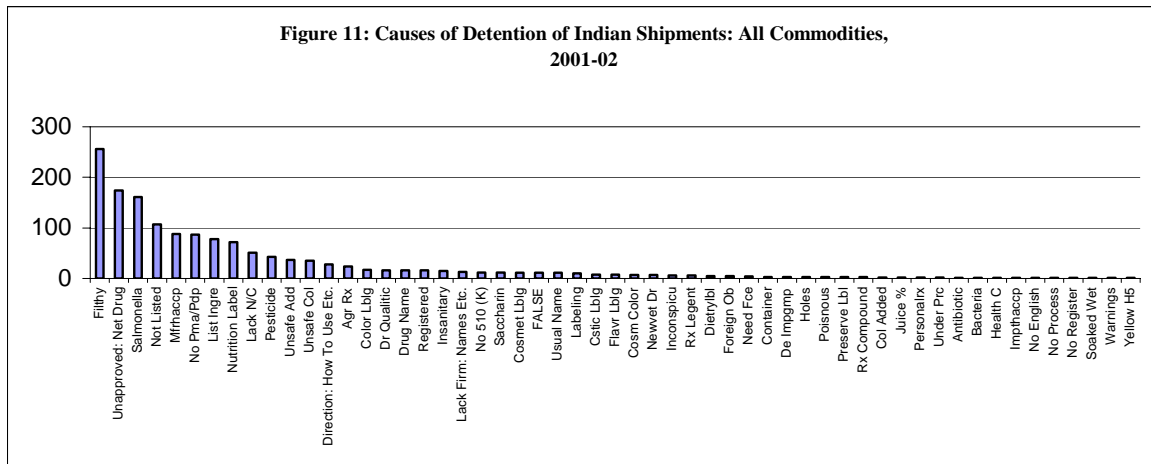 Figure 11: Causes of Detention of Indian Shipments: All Commodities,
2001-02
300
200
100
0
Filthy
Unapproved: Net Drug
Salmonella
Not Listed
Mfrhaccp
No Pma/Pdp
List Ingre
Nutrition Label
Lack N/C
Pesticide
Unsafe Add
Unsafe Col
Direction: How To Use Etc.
Agr Rx
Color Lblg
Dr Qualitic
Drug Name
Registered
Insanitary
Lack Firm: Names Etc.
No 510 (K)
Saccharin
Cosmet Lblg
FALSE
Usual Name
Labeling
Cstic Lblg
Flavr Lblg
Cosm Color
Newvet Dr
Inconspicu
Rx Legent
Dietrylbl
Foreign Ob
Need Fce
Container
De Impgmp
Holes
Poisnous
Preserve Lbl
Rx Compound
Col Added
Juice %
Personalrx
Under Prc
Antibiotic
Bacteria
Health C
Impothaccp
No English
No Process
No Register
Soaked Wet
Warnings
Yellow H5